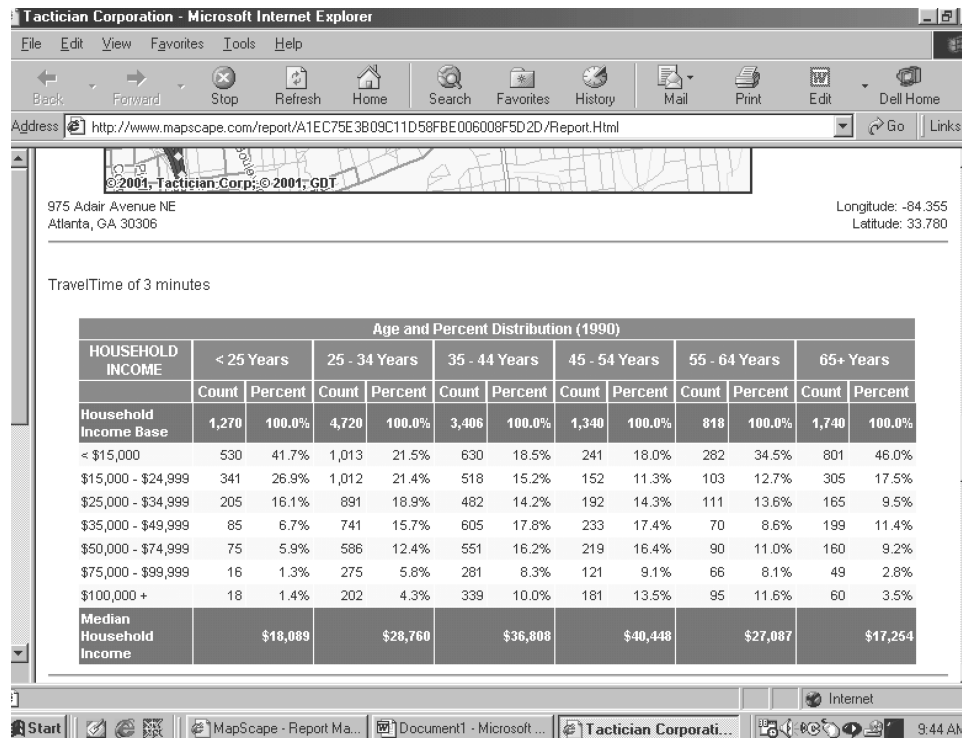 Tactician Corporation - Microsoft Internet Explorer
File Edit View Favorites Tools Help
Back Forward Stop Refresh Home Search Favorites History Mail Print Edit Dell Home
Address http://www.mapscape.com/report/A1EC75E3B09C11D58FBE006008F5D2D/Report.Html Go Links
© 2001, Tactician Corp; © 2001, GDT
975 Adair Avenue NE Longitude: -84.355
Atlanta, GA 30306 Latitude: 33.780
TravelTime of 3 minutes
Age and Percent Distribution (1990)
HOUSEHOLD INCOME < 25 Years 25 - 34 Years 35 - 44 Years 45 - 54 Years 55 - 64 Years 65+ Years
Count Percent Count Percent Count Percent Count Percent Count Percent Count Percent
Household Income Base 1,270 100.0% 4,720 100.0% 3,406 100.0% 1,340 100.0% 818 100.0% 1,740 100.0%
< $15,000 530 41.7% 1,013 21.5% 630 18.5% 241 18.0% 282 34.5% 801 46.0%
$15,000 - $24,999 341 26.9% 1,012 21.4% 518 15.2% 152 11.3% 103 12.7% 305 17.5%
$25,000 - $34,999 205 16.1% 891 18.9% 482 14.2% 192 14.3% 111 13.6% 165 9.5%
$35,000 - $49,999 85 6.7% 741 15.7% 605 17.8% 233 17.4% 70 8.6% 199 11.4%
$50,000 - $74,999 75 5.9% 586 12.4% 551 16.2% 219 16.4% 90 11.0% 160 9.2%
$75,000 - $99,999 16 1.3% 275 5.8% 281 8.3% 121 9.1% 66 8.1% 49 2.8%
$100,000 + 18 1.4% 202 4.3% 339 10.0% 181 13.5% 95 11.6% 60 3.5%
Median Household Income $18,089 $28,760 $36,808 $40,448 $27,087 $17,254
Internet
Start MapScape - Report Ma... Document1 - Microsoft ... Tactician Corporati... 9:44 AM